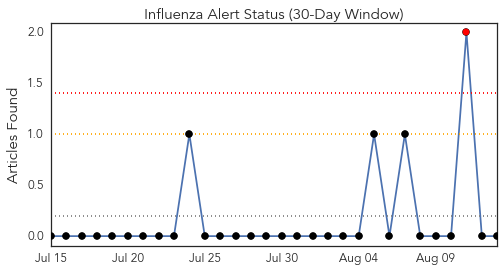 Influenza Alert Status (30-Day Window)
Articles Found
2.0
1.5
1.0
0.5
0.0
Jul 15 Jul 20 Jul 25 Jul 30 Aug 04 Aug 09